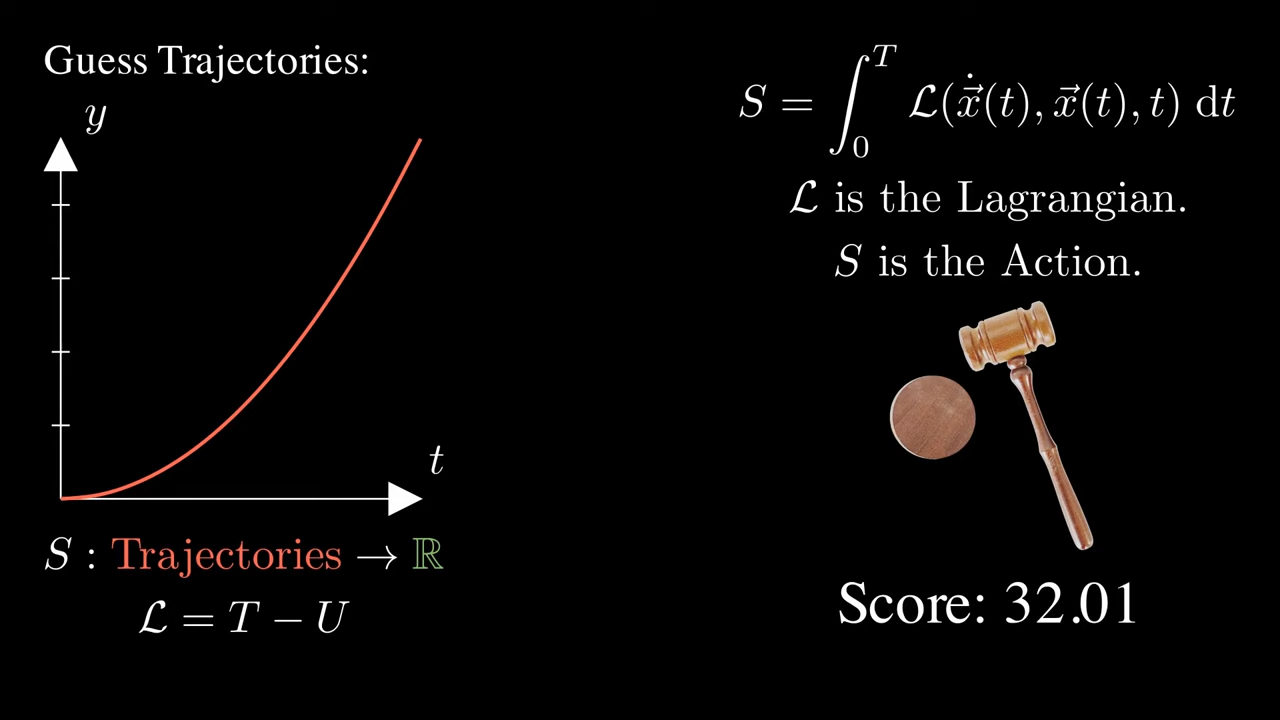 Guess Trajectories:
y
t
S : Trajectories → ℝ
ℒ = T − U
S = ∫₀ᵀ ℒ(ẋ⃗(t), x⃗(t), t) dt
ℒ is the Lagrangian.
S is the Action.
Score: 32.01